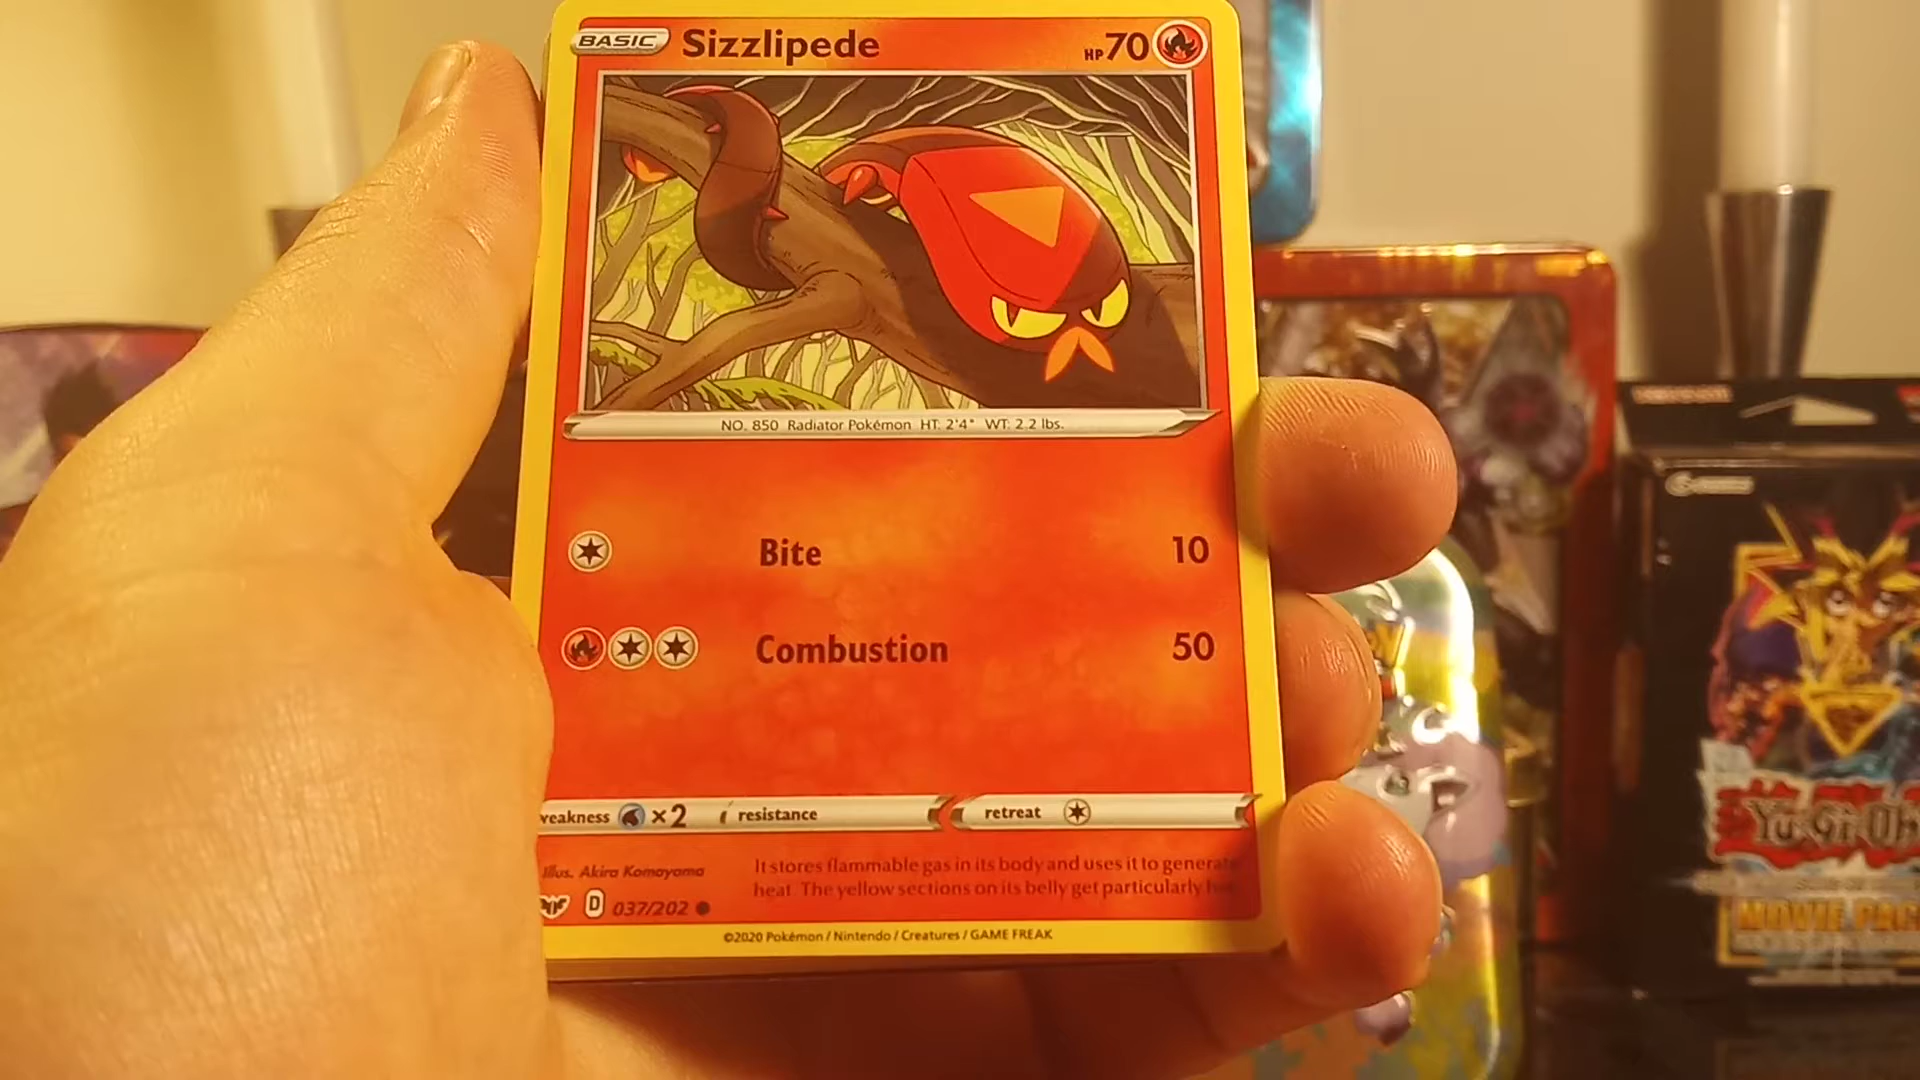 BASIC Sizzlipede HP70
NO. 850 Radiator Pokémon HT: 2'4" WT: 2.2 lbs.
Bite 10
Combustion 50
weakness ×2 resistance retreat
Illus. Akira Komayama
It stores flammable gas in its body and uses it to generate
heat. The yellow sections on its belly get particularly
D 037/202
©2020 Pokémon / Nintendo / Creatures / GAME FREAK
Yu-Gi-Oh
MOVIE PACK